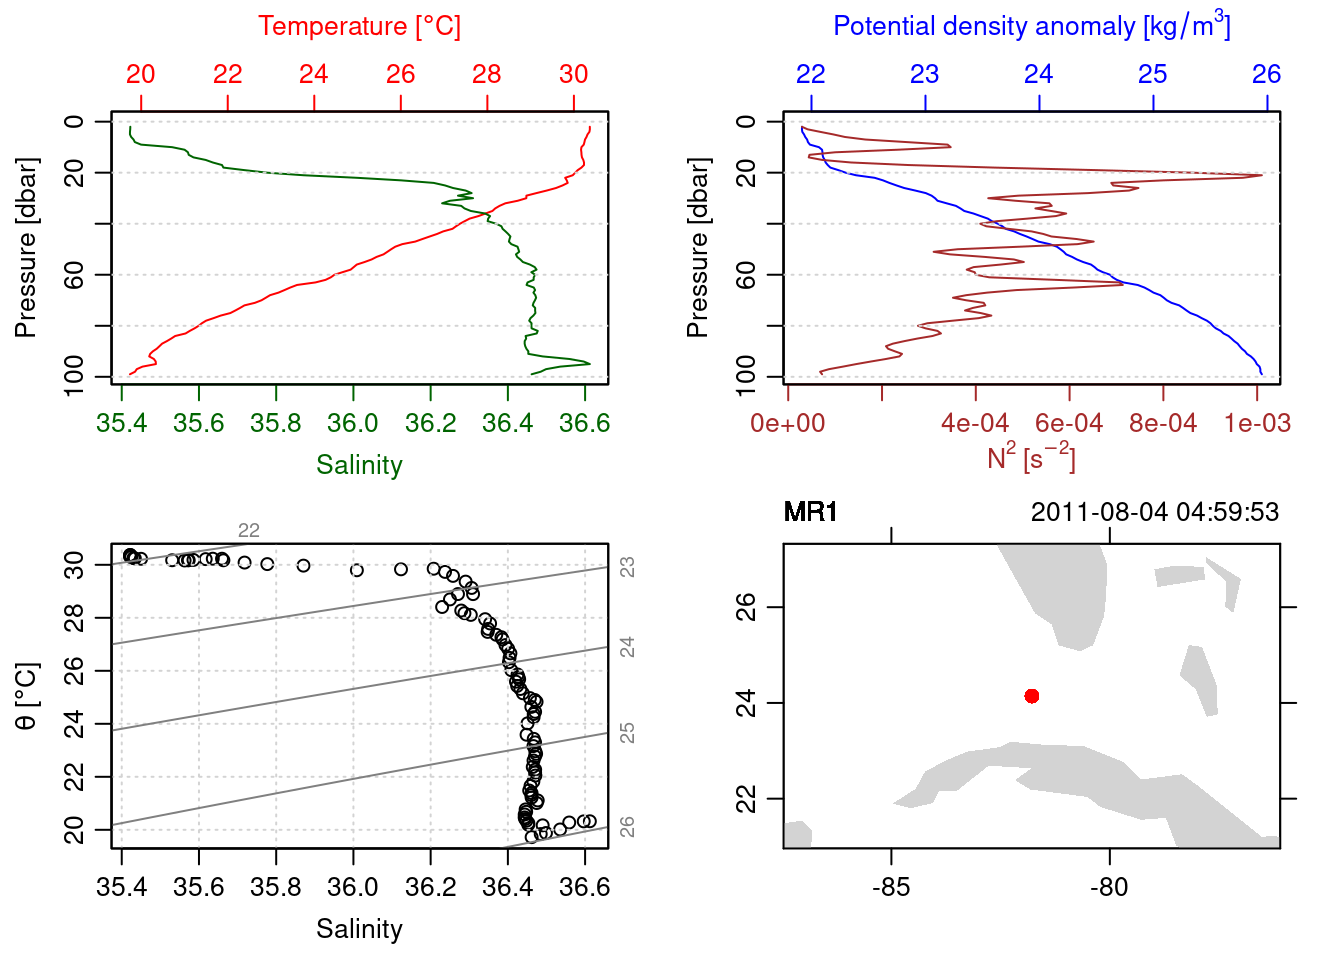 Temperature [°C]
20 22 24 26 28 30
Pressure [dbar]
0
20
60
100
35.4 35.6 35.8 36.0 36.2 36.4 36.6
Salinity
Potential density anomaly [kg/m³]
22 23 24 25 26
Pressure [dbar]
0
20
60
100
0e+00 4e-04 6e-04 8e-04 1e-03
N² [s⁻²]
22
θ [°C]
30
28
26
24
22
20
23
24
25
26
35.4 35.6 35.8 36.0 36.2 36.4 36.6
Salinity
MR1 2011-08-04 04:59:53
26
24
22
-85 -80